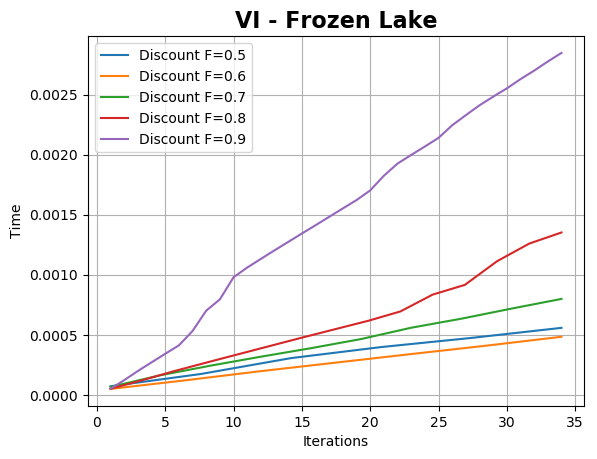 VI - Frozen Lake
Discount F=0.5
Discount F=0.6
Discount F=0.7
Discount F=0.8
Discount F=0.9
0.0025
0.0020
0.0015
0.0010
0.0005
0.0000
Time
0 5 10 15 20 25 30 35
Iterations